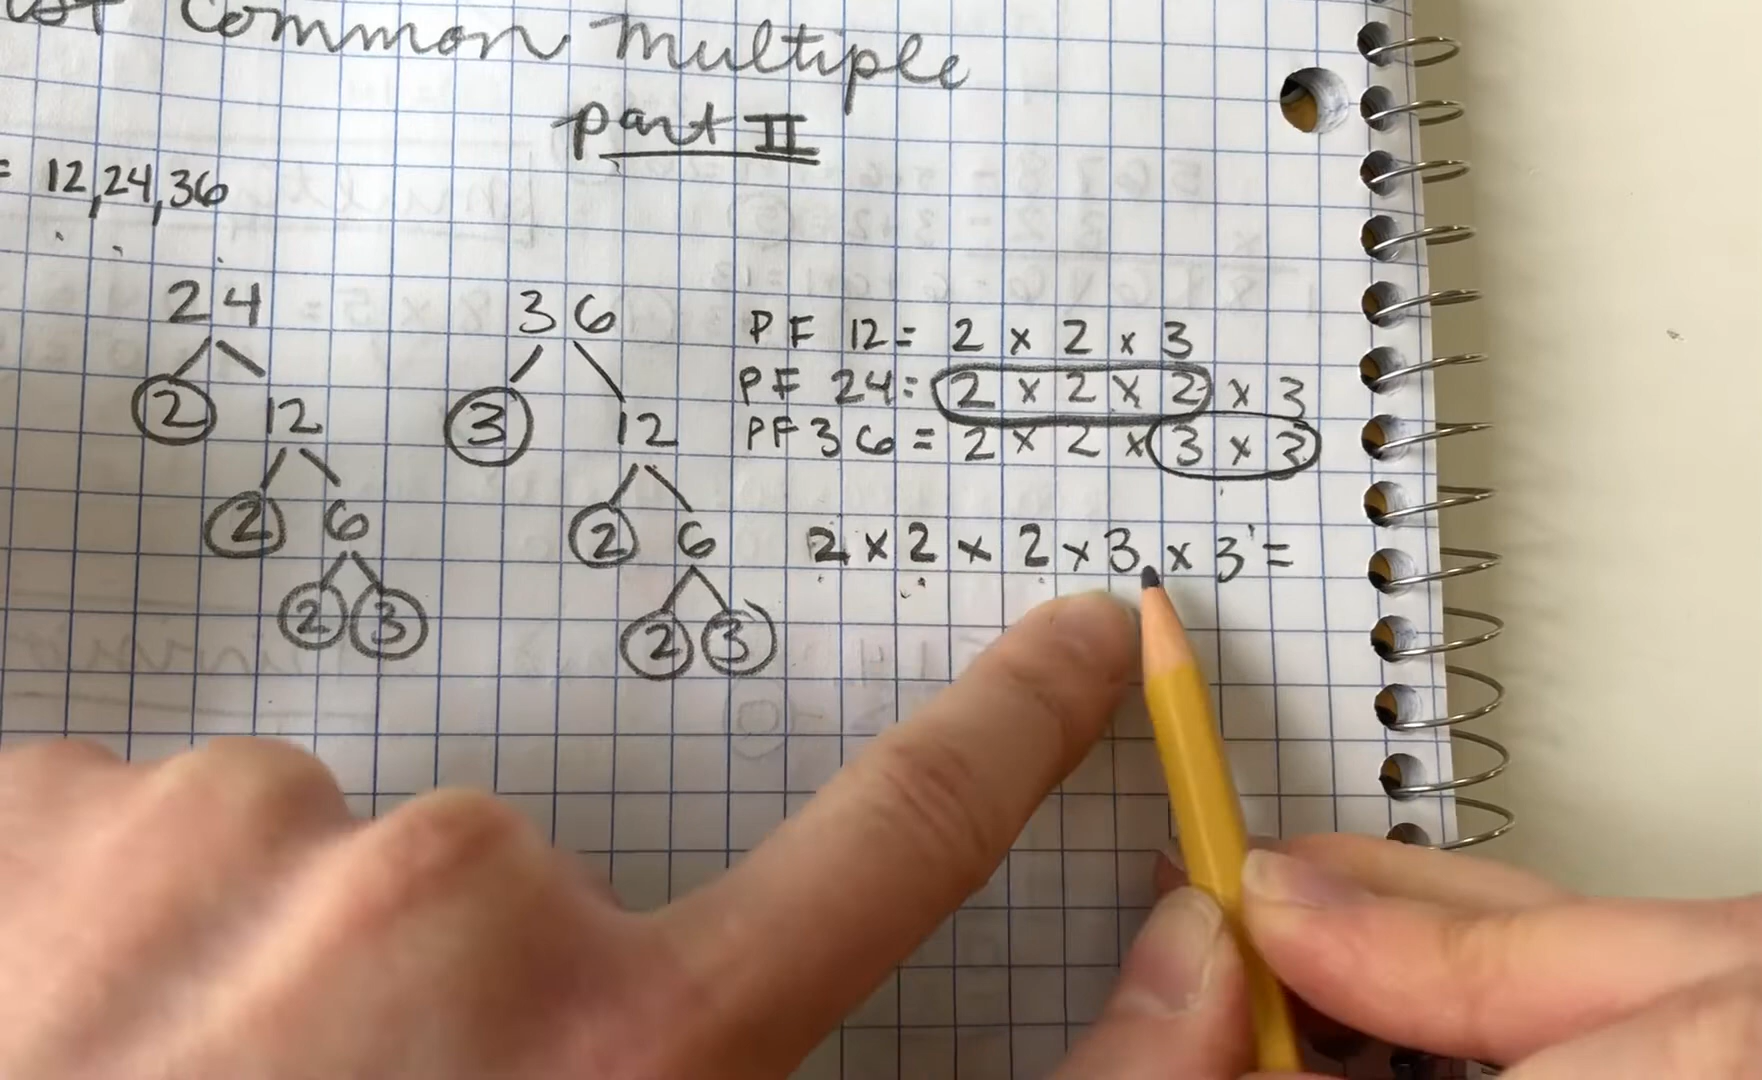 Common Multiple
part II
= 12,24,36
24
2 12
2 6
2 3
36
3 12
2 6
2 3
PF 12 = 2 x 2 x 3
PF 24 = 2 x 2 x 2 x 3
PF 36 = 2 x 2 x 3 x 3
2 x 2 x 2 x 3 x 3 =